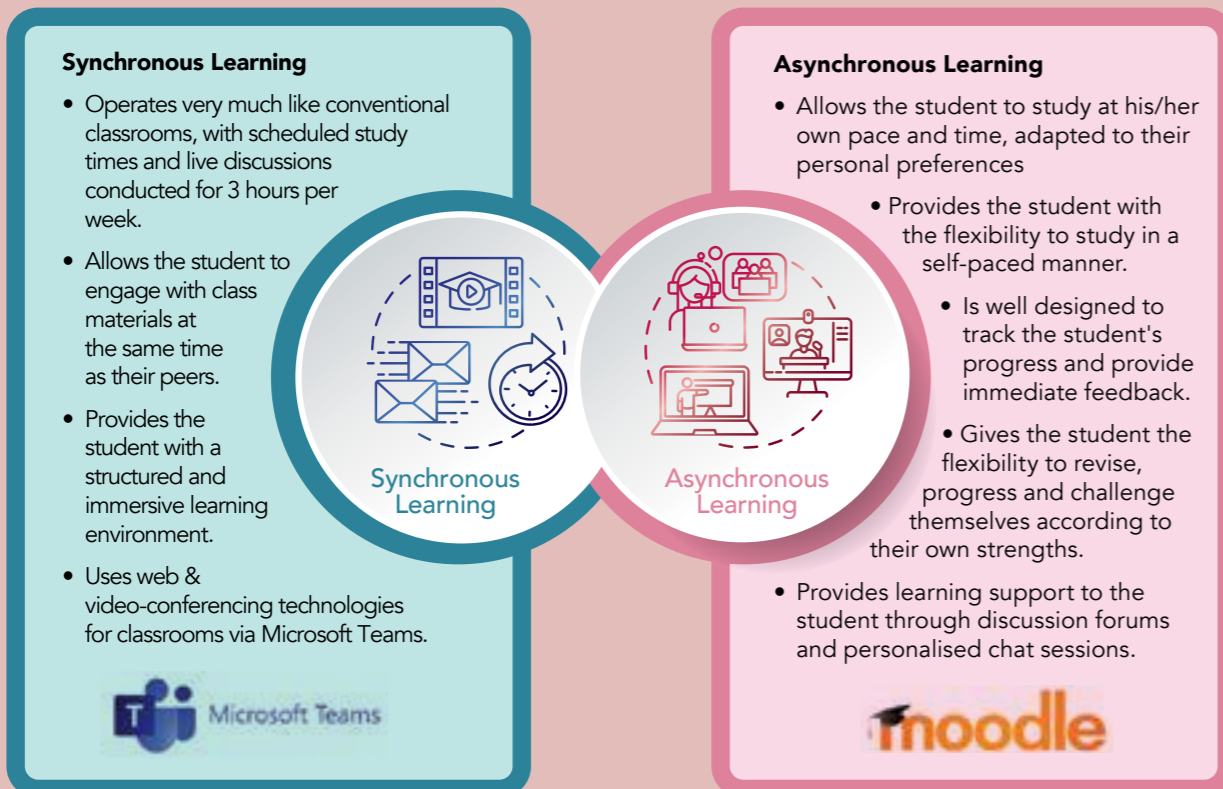 Synchronous Learning
• Operates very much like conventional
classrooms, with scheduled study
times and live discussions
conducted for 3 hours per
week.
• Allows the student to
engage with class
materials at
the same time
as their peers.
• Provides the
student with a
structured and
immersive learning
environment.
• Uses web &
video-conferencing technologies
for classrooms via Microsoft Teams.
T
Microsoft Teams
Synchronous
Learning
Asynchronous
Learning
Asynchronous Learning
• Allows the student to study at his/her
own pace and time, adapted to their
personal preferences
• Provides the student with
the flexibility to study in a
self-paced manner.
• Is well designed to
track the student's
progress and provide
immediate feedback.
• Gives the student the
flexibility to revise,
progress and challenge
themselves according to
their own strengths.
• Provides learning support to the
student through discussion forums
and personalised chat sessions.
moodle